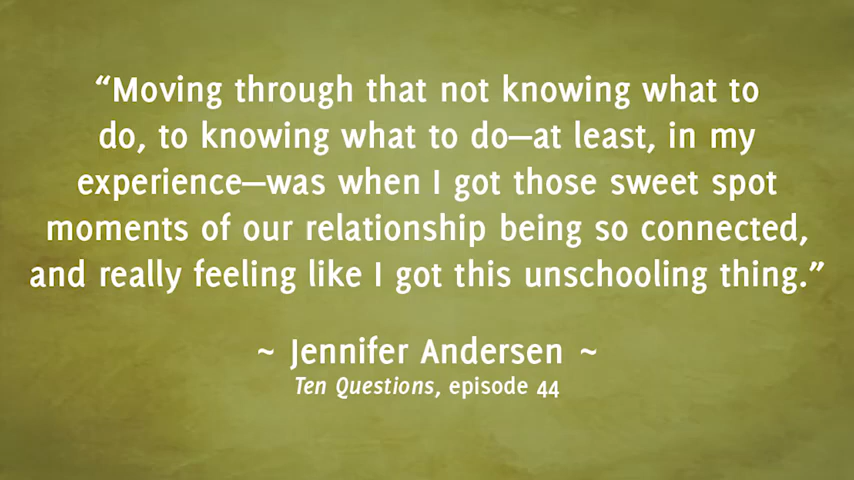 “Moving through that not knowing what to
do, to knowing what to do—at least, in my
experience—was when I got those sweet spot
moments of our relationship being so connected,
and really feeling like I got this unschooling thing.”
~ Jennifer Andersen ~
Ten Questions, episode 44